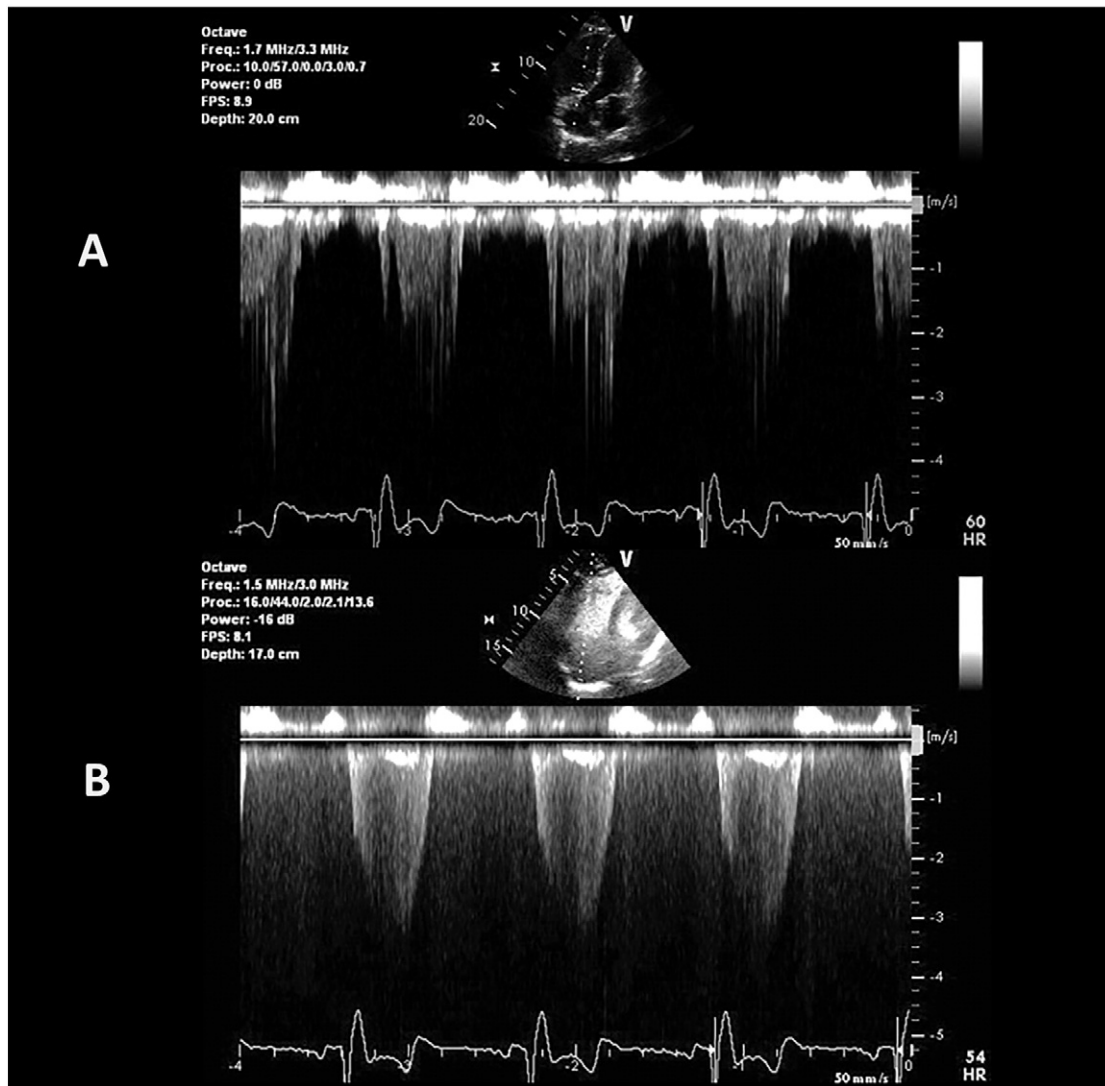 Octave
Freq.: 1.7 MHz/3.3 MHz
Proc.: 10.0/57.0/0.0/3.0/0.7
Power: 0 dB
FPS: 8.9
Depth: 20.0 cm
V
10
20
[m/s]
A
-1
-2
-3
-4
-4
-3
-2
-1
0
60
HR
50 mm/s
Octave
Freq.: 1.5 MHz/3.0 MHz
Proc.: 16.0/44.0/2.0/2.1/13.6
Power: -16 dB
FPS: 8.1
Depth: 17.0 cm
V
5
10
15
[m/s]
B
-1
-2
-3
-4
-5
-4
-3
-2
-1
0
54
HR
50 mm/s